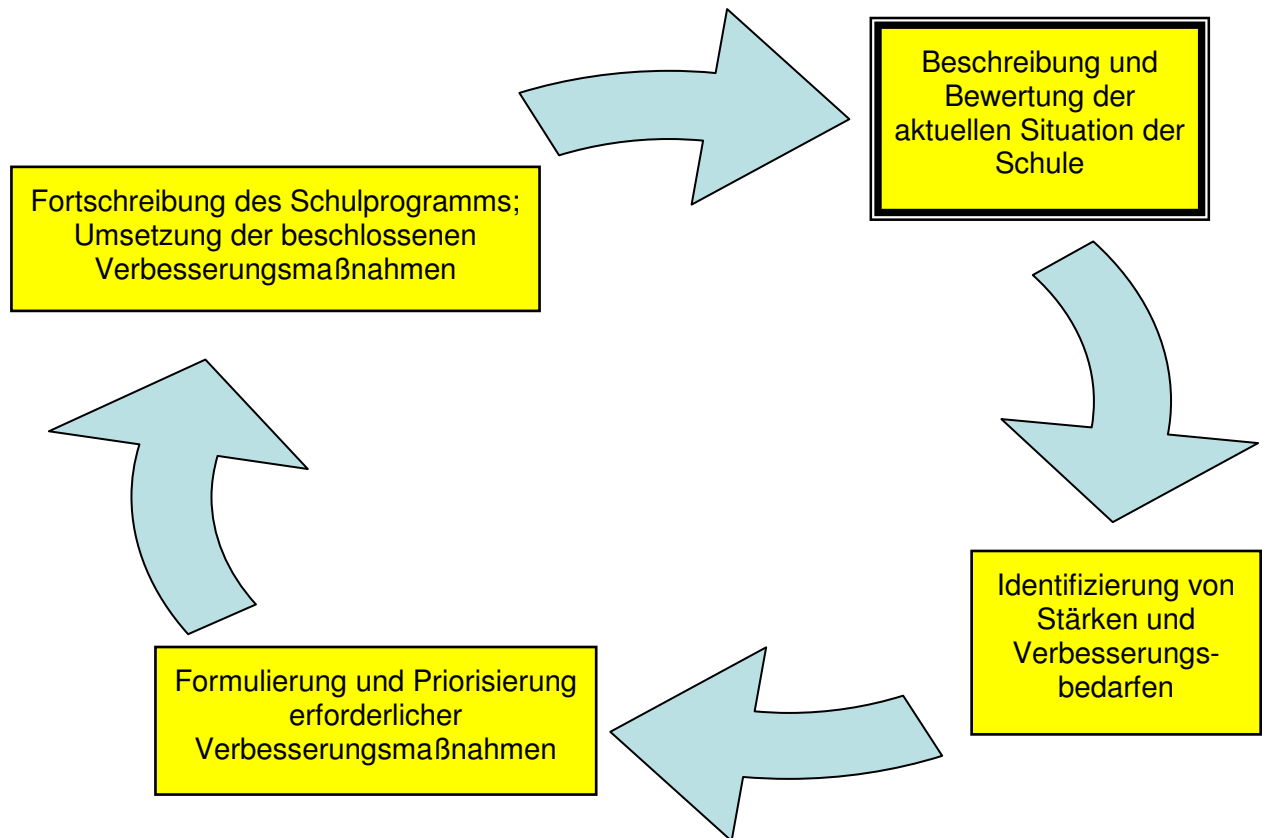 Beschreibung und
Bewertung der
aktuellen Situation der
Schule
Identifizierung von
Stärken und
Verbesserungs-
bedarfen
Formulierung und Priorisierung
erforderlicher
Verbesserungsmaßnahmen
Fortschreibung des Schulprogramms;
Umsetzung der beschlossenen
Verbesserungsmaßnahmen